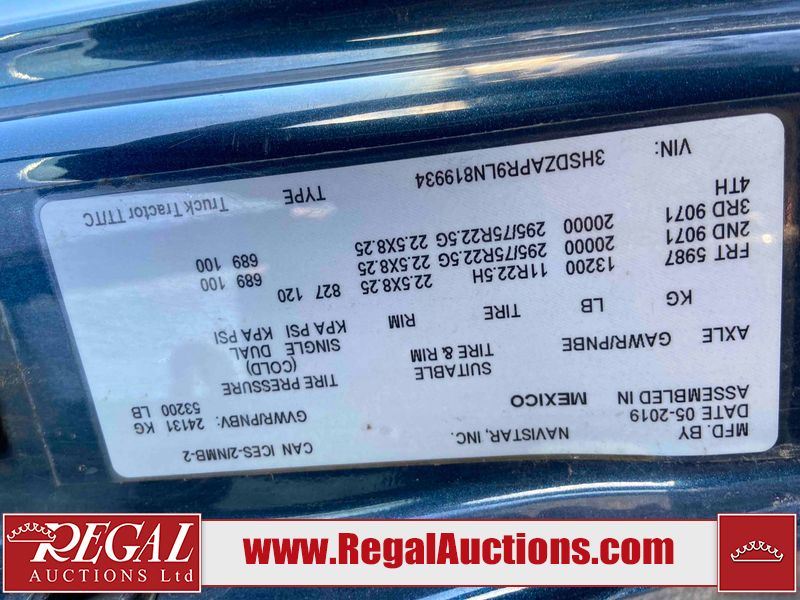 MFD. BY NAVISTAR, INC. CAN ICES-2/NMB-2
DATE 05-2019 GVWR/PNBV: 24131 KG
ASSEMBLED IN MEXICO 53200 LB
AXLE GAWR/PNBE SUITABLE TIRE PRESSURE
TIRE & RIM (COLD)
SINGLE DUAL
KG LB TIRE RIM KPA PSI KPA PSI
FRT 5987 13200 11R22.5H 22.5X8.25 827 120
2ND 9071 20000 295/75R22.5G 22.5X8.25 689 100
3RD 9071 20000 295/75R22.5G 22.5X8.25 689 100
4TH
VIN: 3HSDZAPR9LN819934 TYPE Truck Tractor TT/TC
REGAL
AUCTIONS Ltd
www.RegalAuctions.com